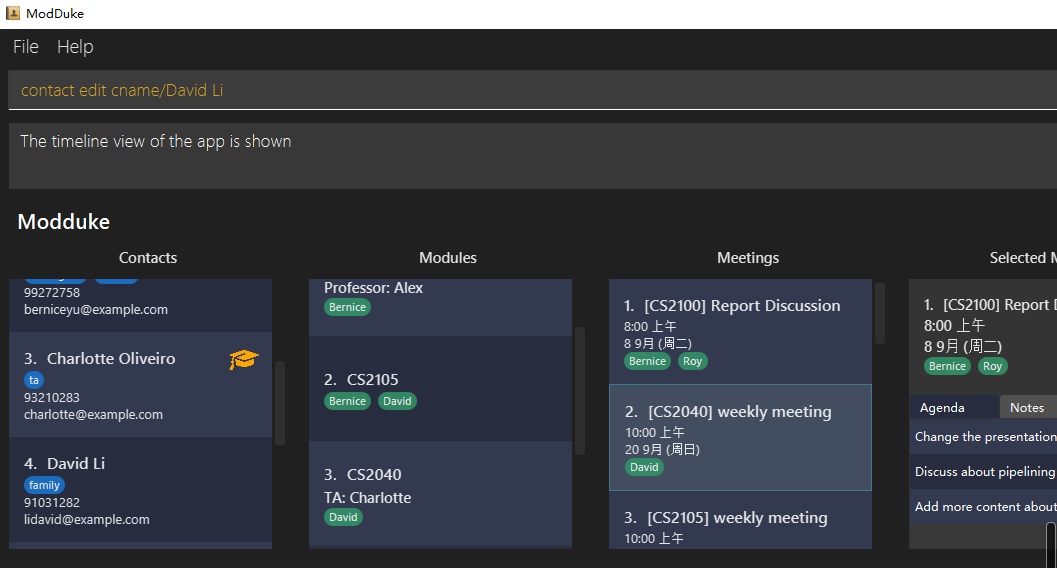 ModDuke
File Help
contact edit cname/David Li
The timeline view of the app is shown
Modduke
Contacts
99272758
berniceyu@example.com
3. Charlotte Oliveiro
ta
93210283
charlotte@example.com
4. David Li
family
91031282
lidavid@example.com
Modules
Professor: Alex
Bernice
2. CS2105
Bernice David
3. CS2040
TA: Charlotte
David
Meetings
1. [CS2100] Report Discussion
8:00 上午
8 9月 (周二)
Bernice Roy
2. [CS2040] weekly meeting
10:00 上午
20 9月 (周日)
David
3. [CS2105] weekly meeting
10:00 上午
Selected
1. [CS2100] Report
8:00 上午
8 9月 (周二)
Bernice Roy
Agenda Notes
Change the presentation
Discuss about pipelining
Add more content about